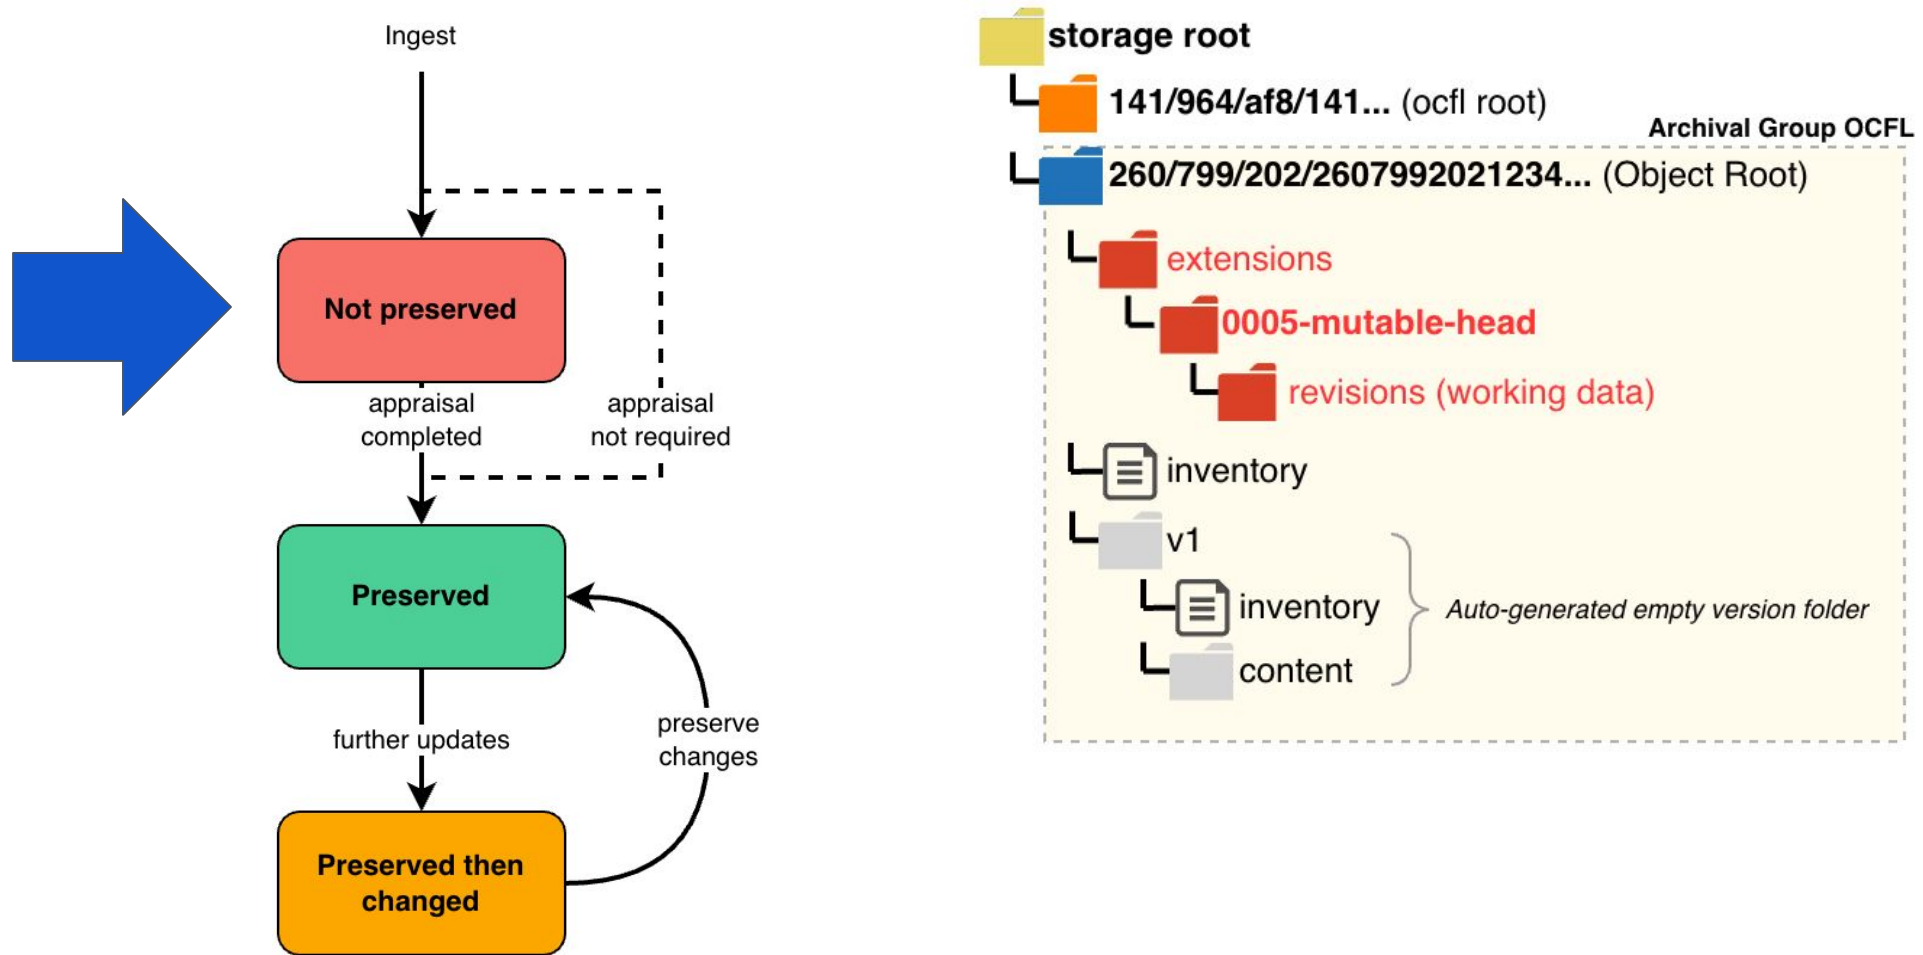 Ingest
Not preserved
appraisal
completed
appraisal
not required
Preserved
further updates
preserve
changes
Preserved then
changed
storage root
141/964/af8/141... (ocfl root)
Archival Group OCFL
260/799/202/2607992021234... (Object Root)
extensions
0005-mutable-head
revisions (working data)
inventory
v1
inventory
Auto-generated empty version folder
content